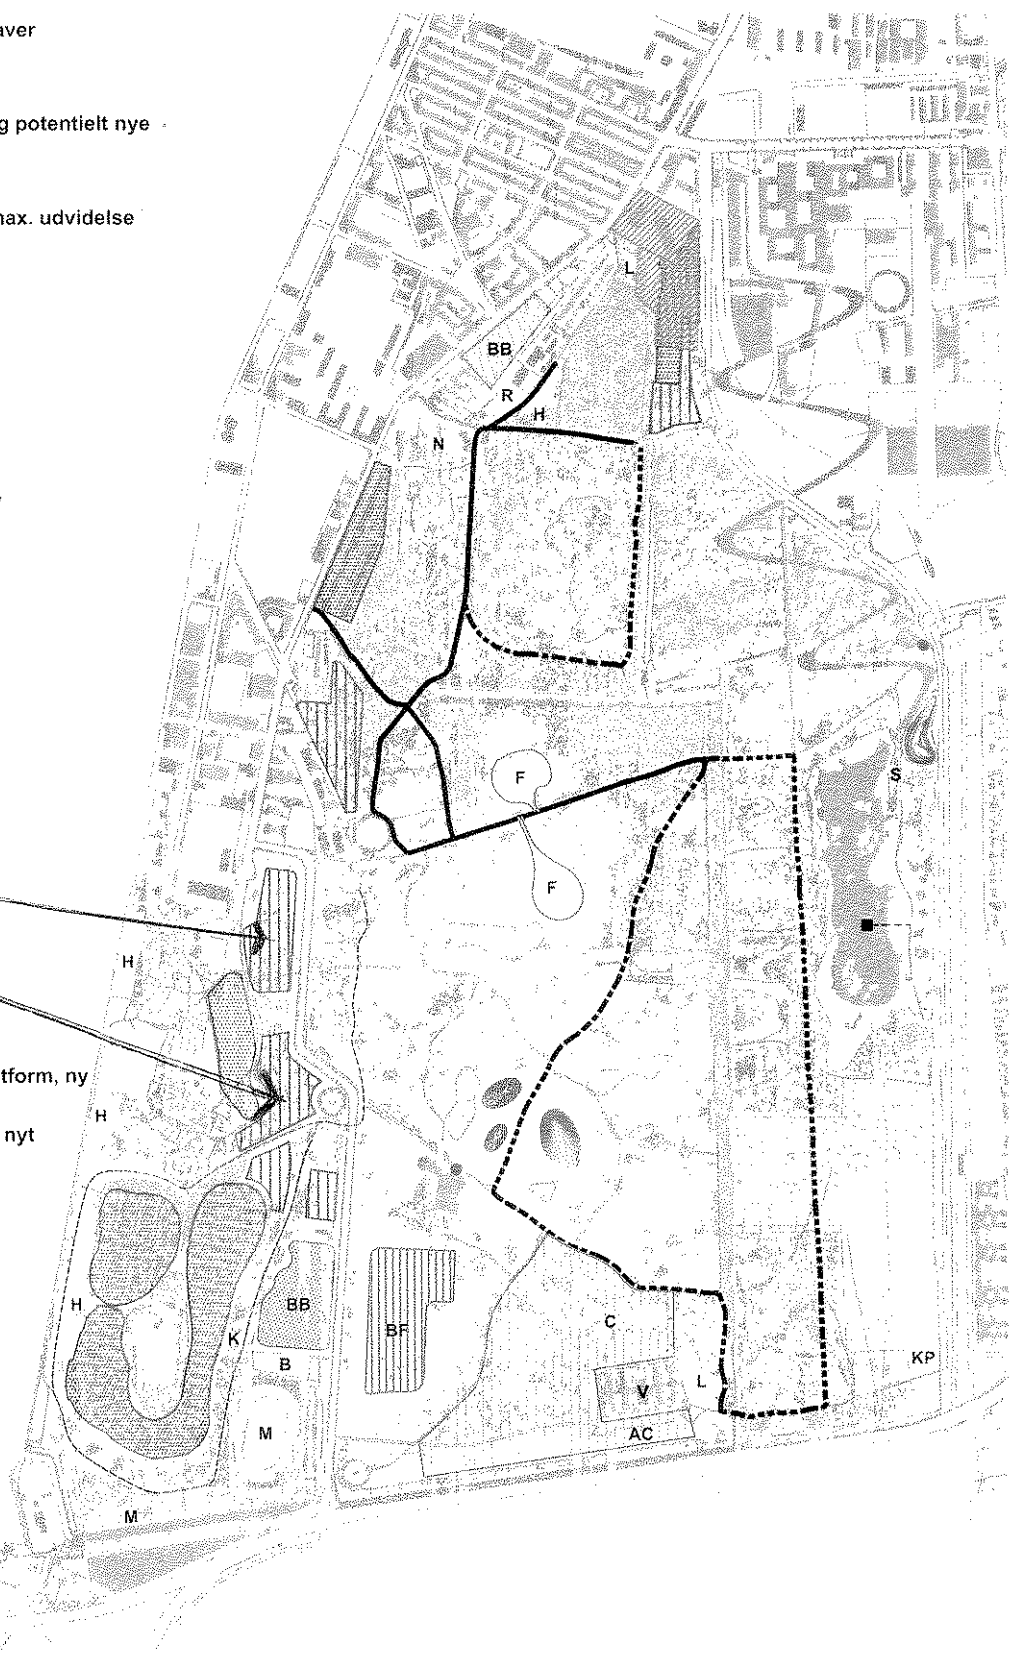 aver
g potentielt nye
max. udvidelse
L
BB
R
H
N
F
S
F
H
tform, ny
H
nyt
H
BB
C
K
BF
B
KP
L
V
M
AC
M